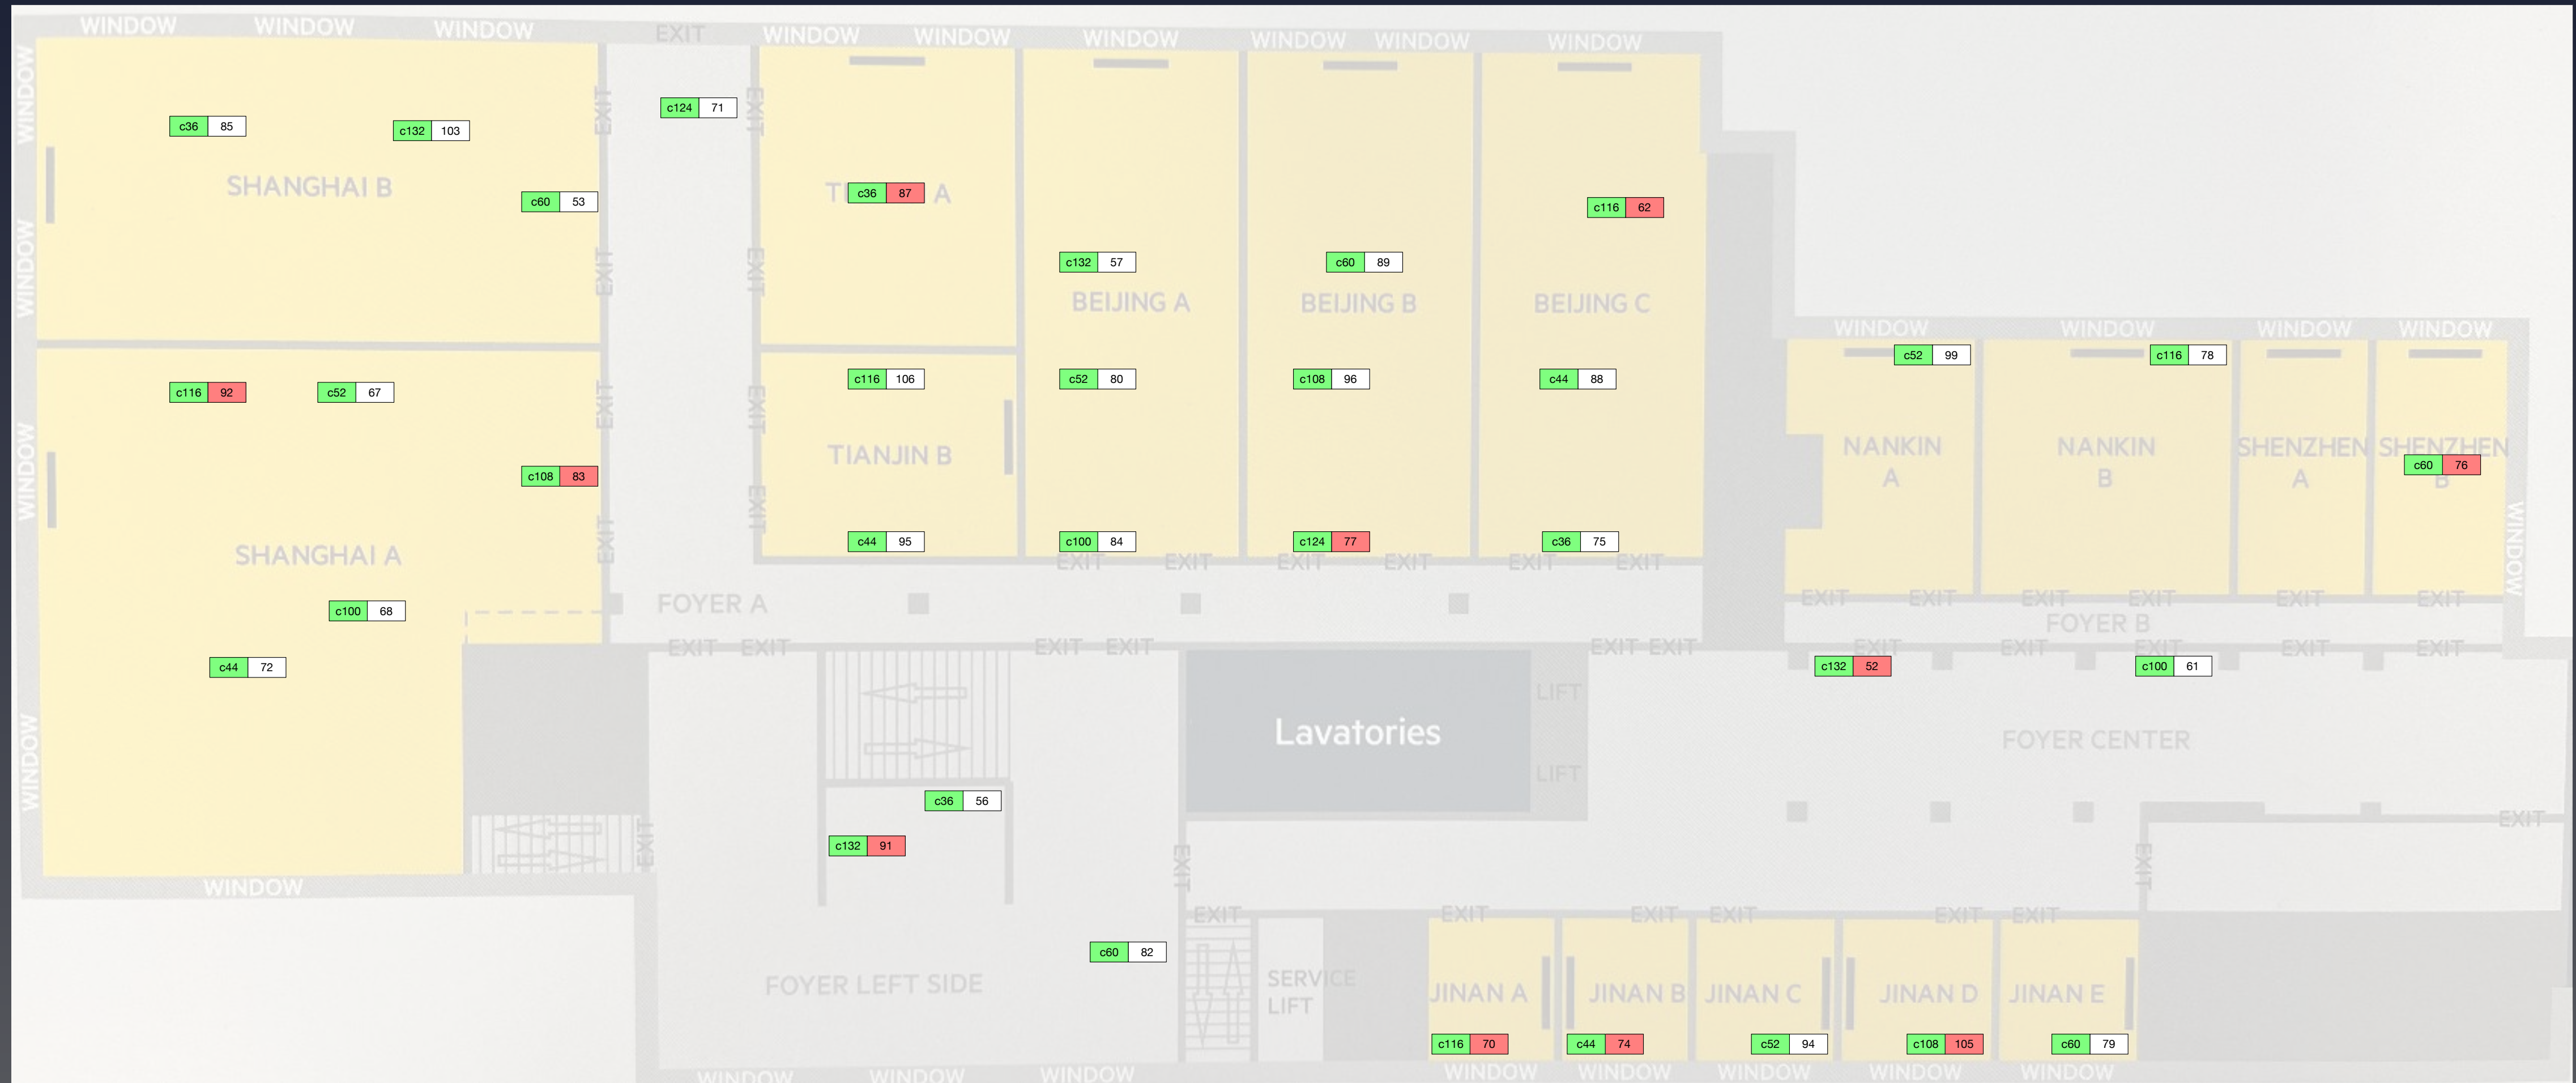 WINDOW WINDOW WINDOW EXIT WINDOW WINDOW WINDOW WINDOW WINDOW WINDOW
WINDOW
WINDOW
WINDOW
WINDOW
c36 85
c132 103
SHANGHAI B
c60 53
EXIT
EXIT
EXIT
EXIT
c124 71
EXIT
EXIT
EXIT
EXIT
c36 87
A
c116 106
TIANJIN B
c44 95
c132 57
BEIJING A
c52 80
c100 84
c60 89
BEIJING B
c108 96
c124 77
c116 62
BEIJING C
c44 88
c36 75
EXIT EXIT EXIT EXIT EXIT EXIT
c116 92
c52 67
c108 83
SHANGHAI A
c100 68
c44 72
WINDOW
EXIT
FOYER A
EXIT EXIT EXIT EXIT EXIT EXIT
WINDOW WINDOW WINDOW WINDOW
c52 99
c116 78
NANKIN
A
NANKIN
B
SHENZHEN
A
SHENZHEN
c60 76
B
WINDOW
EXIT EXIT EXIT EXIT EXIT EXIT
FOYER B
EXIT EXIT EXIT EXIT EXIT
c132 52
c100 61
FOYER CENTER
EXIT
EXIT
Lavatories
LIFT
LIFT
c36 56
c132 91
c60 82
FOYER LEFT SIDE
EXIT
EXIT
SERVICE
LIFT
EXIT EXIT EXIT EXIT EXIT
JINAN A
JINAN B
JINAN C
JINAN D
JINAN E
c116 70
c44 74
c52 94
c108 105
c60 79
WINDOW WINDOW WINDOW WINDOW WINDOW WINDOW WINDOW WINDOW